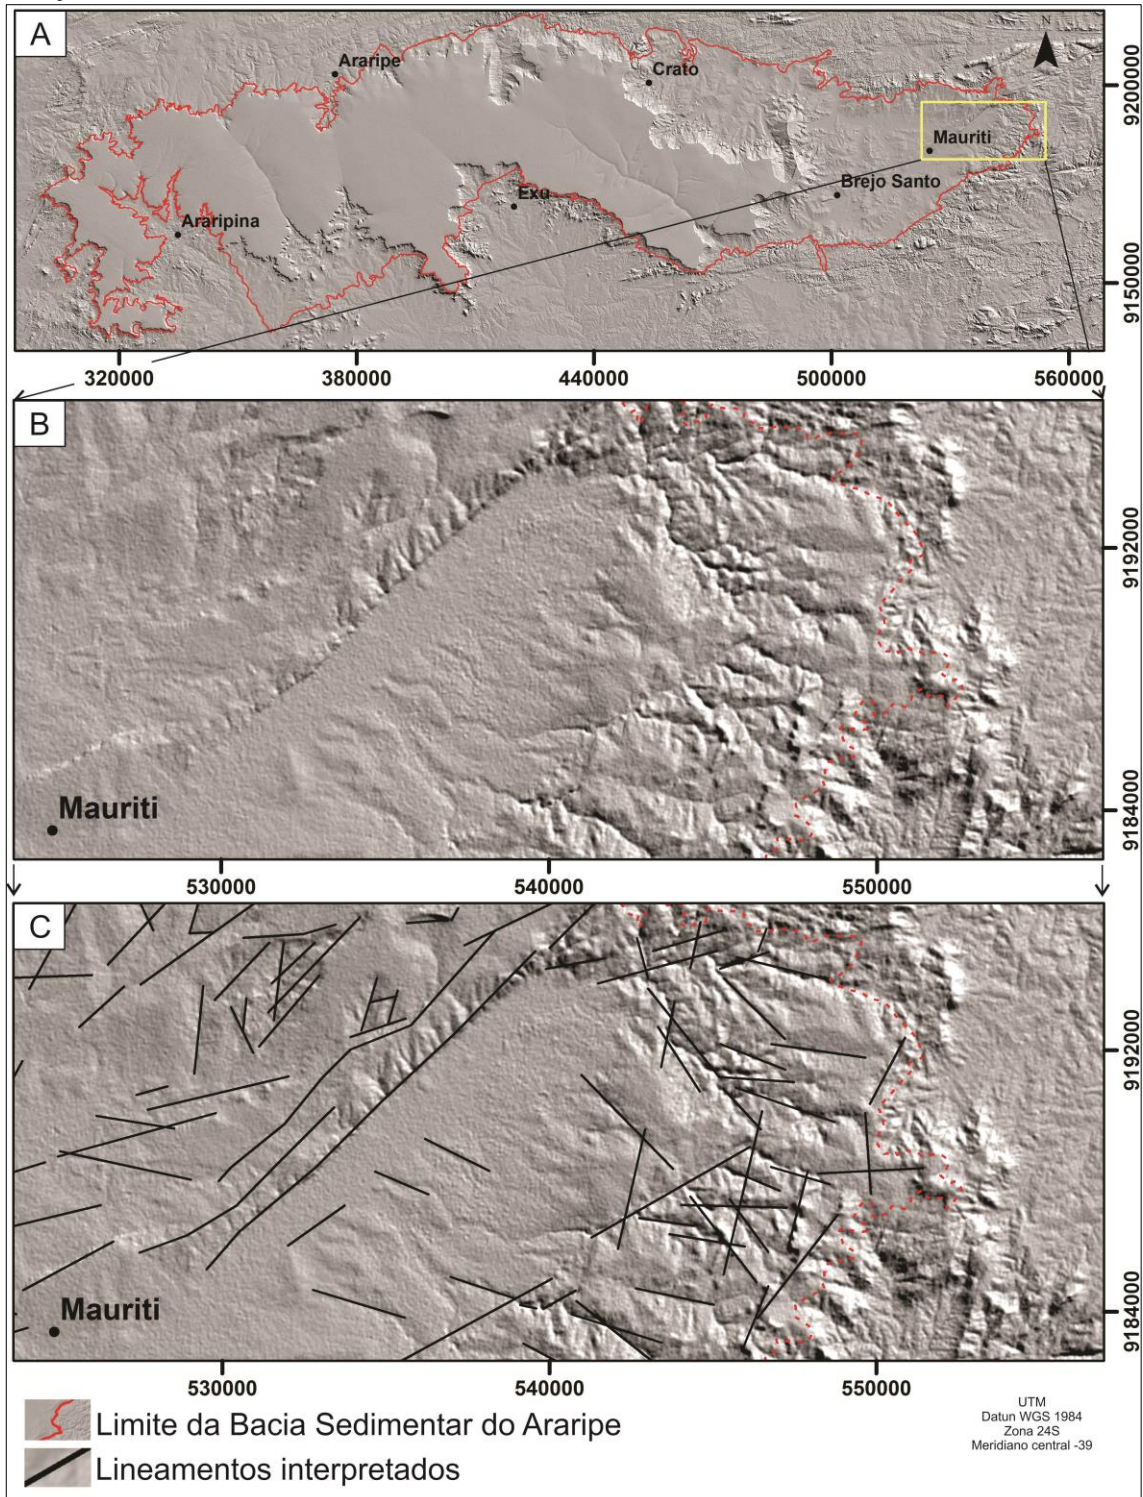 A
N
Araripe
Crato
9200000
Mauriti
Brejo Santo
Exu
Araripina
9150000
320000
380000
440000
500000
560000
B
9192000
Mauriti
9184000
530000
540000
550000
C
9192000
Mauriti
9184000
530000
540000
550000
Limite da Bacia Sedimentar do Araripe
Lineamentos interpretados
UTM
Datun WGS 1984
Zona 24S
Meridiano central -39